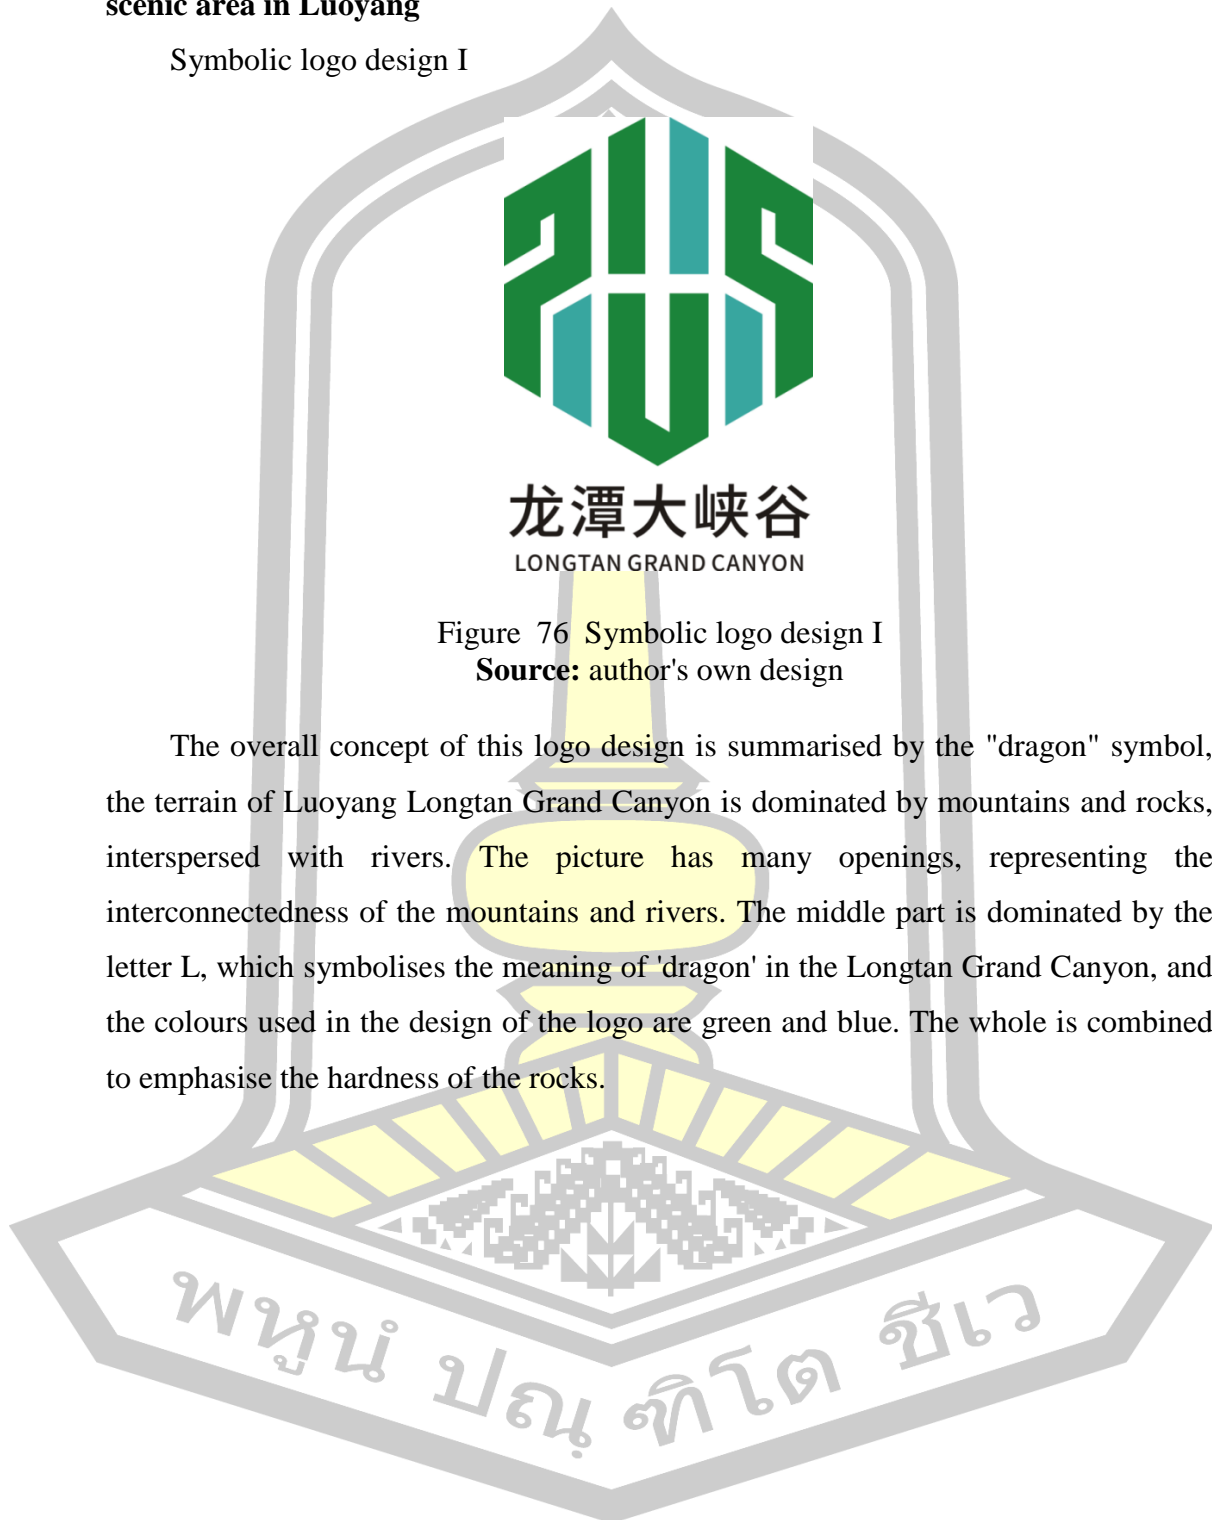 scenic area in Luoyang
Symbolic logo design I
龙潭大峡谷
LONGTAN GRAND CANYON
Figure 76 Symbolic logo design I
Source: author's own design
The overall concept of this logo design is summarised by the "dragon" symbol,
the terrain of Luoyang Longtan Grand Canyon is dominated by mountains and rocks,
interspersed with rivers. The picture has many openings, representing the
interconnectedness of the mountains and rivers. The middle part is dominated by the
letter L, which symbolises the meaning of 'dragon' in the Longtan Grand Canyon, and
the colours used in the design of the logo are green and blue. The whole is combined
to emphasise the hardness of the rocks.
พหูนํ ปณฺฑิโต ชีเว